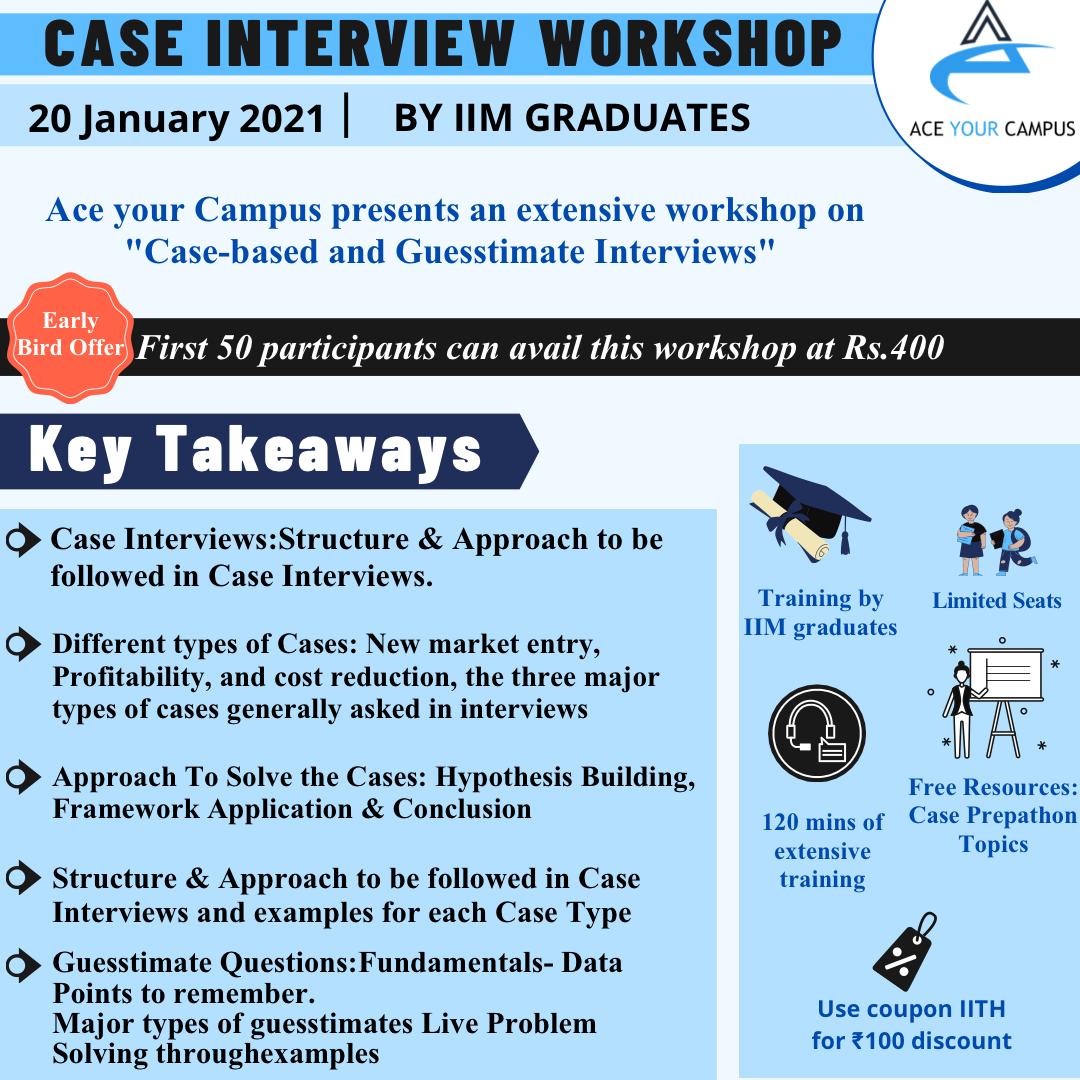 CASE INTERVIEW WORKSHOP
20 January 2021 | BY IIM GRADUATES
ACE YOUR CAMPUS
Ace your Campus presents an extensive workshop on
"Case-based and Guesstimate Interviews"
Early
Bird Offer
First 50 participants can avail this workshop at Rs.400
Key Takeaways
Case Interviews:Structure & Approach to be
followed in Case Interviews.
Different types of Cases: New market entry,
Profitability, and cost reduction, the three major
types of cases generally asked in interviews
Approach To Solve the Cases: Hypothesis Building,
Framework Application & Conclusion
Structure & Approach to be followed in Case
Interviews and examples for each Case Type
Guesstimate Questions:Fundamentals- Data
Points to remember.
Major types of guesstimates Live Problem
Solving throughexamples
Training by
IIM graduates
Limited Seats
120 mins of
extensive
training
Free Resources:
Case Prepathon
Topics
%
Use coupon IITH
for ₹100 discount